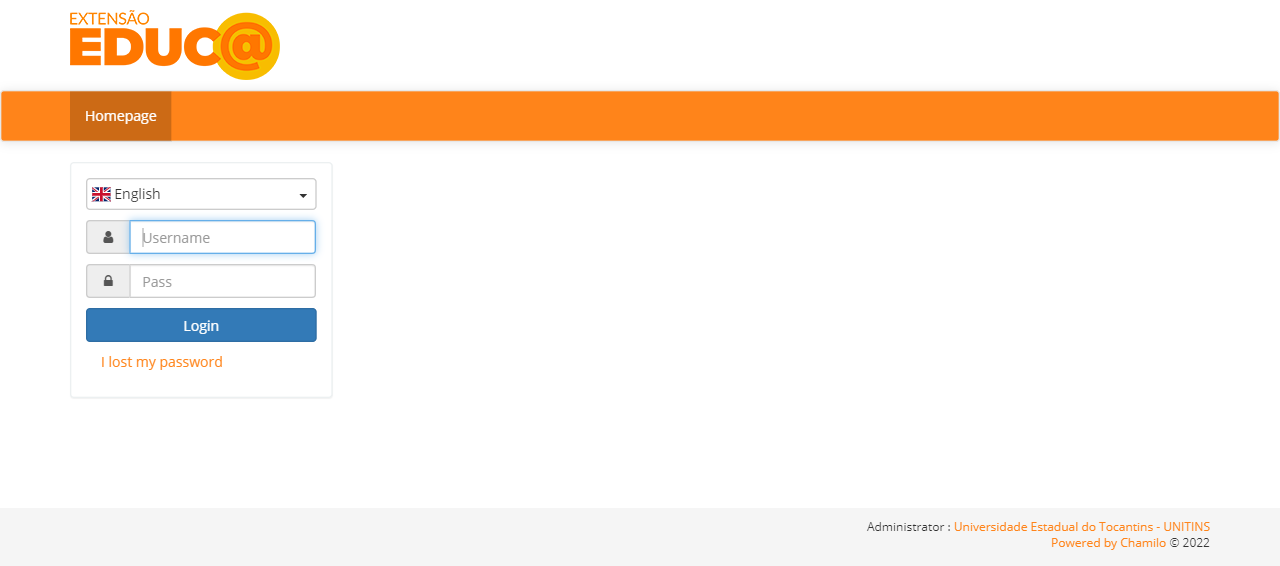 EXTENSÃO
EDUC@
Homepage
English
Username
Pass
Login
I lost my password
Administrator : Universidade Estadual do Tocantins - UNITINS
Powered by Chamilo © 2022